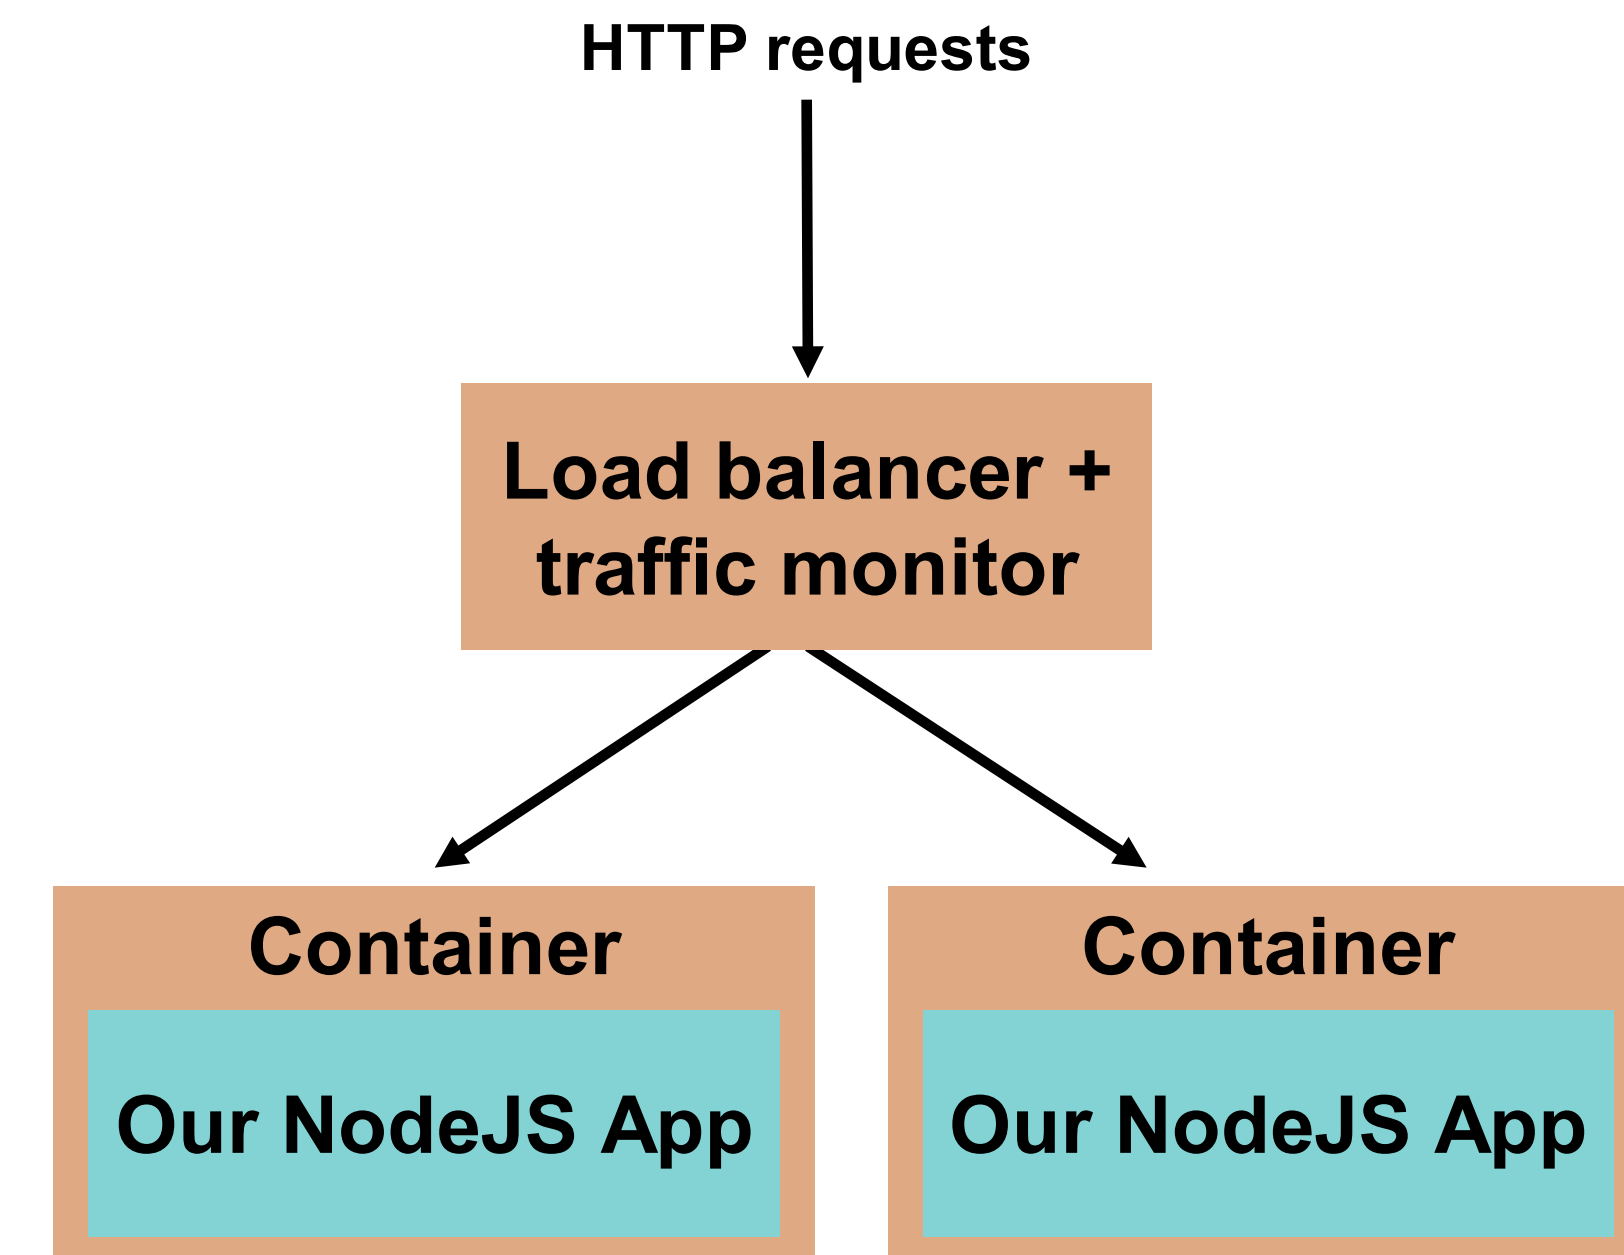 HTTP requests
Load balancer +
traffic monitor
Container
Our NodeJS App
Container
Our NodeJS App